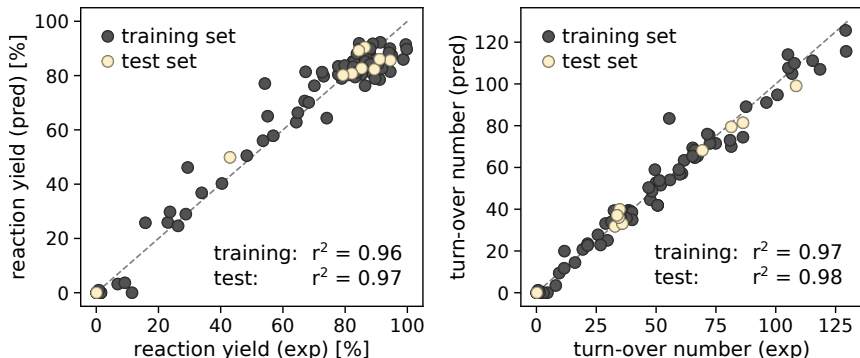 reaction yield (pred) [%]
100
80
60
40
20
0
training set
test set
training: r² = 0.96
test: r² = 0.97
0 20 40 60 80 100
reaction yield (exp) [%]
turn-over number (pred)
120
100
80
60
40
20
0
training set
test set
training: r² = 0.97
test: r² = 0.98
0 25 50 75 100 125
turn-over number (exp)